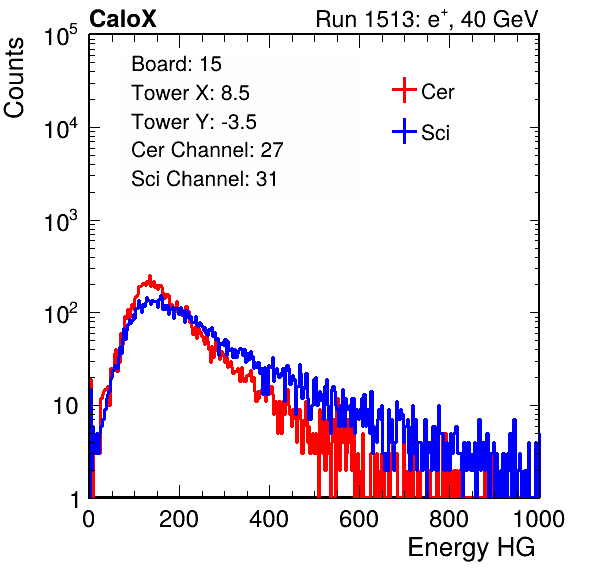 CaloX Run 1513: e⁺, 40 GeV
Counts
Board: 15
Tower X: 8.5
Tower Y: -3.5
Cer Channel: 27
Sci Channel: 31
Cer
Sci
10⁵
10⁴
10³
10²
10
1
0 200 400 600 800 1000
Energy HG